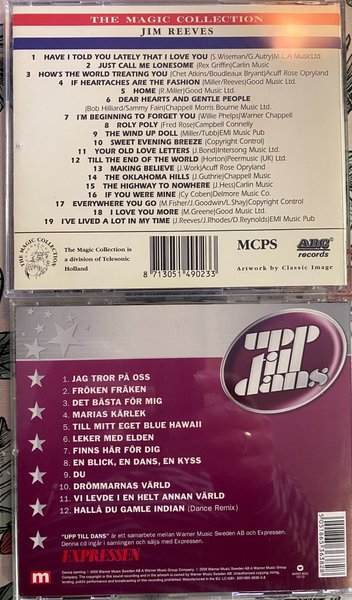 THE MAGIC COLLECTION
JIM REEVES
1 HAVE I TOLD YOU LATELY THAT I LOVE YOU (S.Wiseman/G.Autry)M.C.A MusicLtd.
2 JUST CALL ME LONESOME (Rex Griffin)Carlin Music
3 HOW'S THE WORLD TREATING YOU (Chet Atkins/Boudleaux Bryant)Acuff Rose Opryland
4 IF HEARTACHES ARE THE FASHION (Miller/Reeves)Good Music Ltd.
5 HOME (R.Miller)Good Music Ltd.
6 DEAR HEARTS AND GENTLE PEOPLE
(Bob Hilliard/Sammy Fain)Chappell Morris Bourne Music Ltd.
7 I'M BEGINNING TO FORGET YOU (Willie Phelps)Warner Chappell
8 ROLY POLY (Fred Rose)Campbell Connelly
9 THE WIND UP DOLL (Miller/Tubb)EMI Music Pub
10 SWEET EVENING BREEZE (Copyright Control)
11 YOUR OLD LOVE LETTERS (J.Bond)Intersong Music Ltd.
12 TILL THE END OF THE WORLD (Horton)Peermusic (UK) Ltd.
13 MAKING BELIEVE (J.Work)Acuff Rose Opryland
14 THE OKLAHOMA HILLS (J.Guthrie)Chappell Music
15 THE HIGHWAY TO NOWHERE (J.Hess)Carlin Music
16 IF YOU WERE MINE (Cy Coben)Delmore Music Co.
17 EVERYWHERE YOU GO (M.Fisher/J.Goodwin/L.Shay)Copyright Control
18 I LOVE YOU MORE (M.Greene)Good Music Ltd.
19 I'VE LIVED A LOT IN MY TIME (J.Reeves/J.Rhodes/D.Reynolds)EMI Music Pub
THE MAGIC COLLECTION
The Magic Collection is
a division of Telesonic
Holland
8 713051 490233
MCPS
ARC
records
Artwork by Classic Image
upp
till
dans
1. JAG TROR PÅ OSS
2. FRÖKEN FRÄKEN
3. DET BÄSTA FÖR MIG
4. MARIAS KÄRLEK
5. TILL MITT EGET BLUE HAWAII
6. LEKER MED ELDEN
7. FINNS HÄR FÖR DIG
8. EN BLICK, EN DANS, EN KYSS
9. DU
10. DRÖMMARNAS VÄRLD
11. VI LEVDE I EN HELT ANNAN VÄRLD
12. HALLÅ DU GAMLE INDIAN (Dance Remix)
"UPP TILL DANS" är ett samarbete mellan Warner Music Sweden AB och Expressen.
Denna cd ingår i samlingen och säljs med Expressen.
EXPRESSEN
m